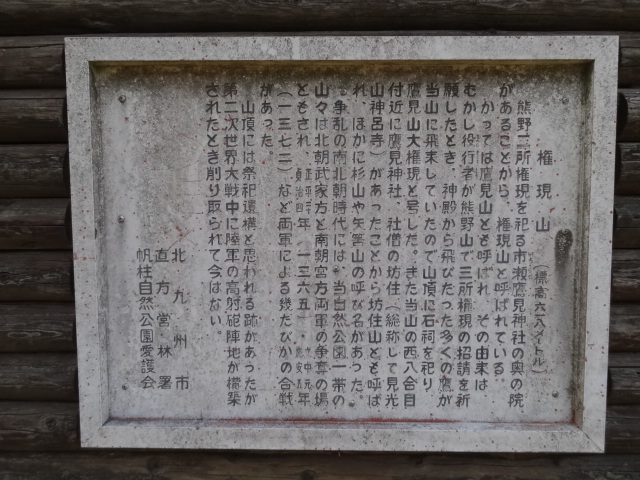 権現山(標高六一八メートル)
熊野三所権現を祀る市瀬鷹見神社の奥の院
があることから、権現山と呼ばれている。
かつては鷹見山とも呼ばれ、その由来は
むかし役行者が熊野山で三所権現の招請を祈
願したとき、神殿から飛びだった多くの鷹が
当山に飛来していたので山頂に石祠を祀り
鷹見山大権現と号した。また当山の西八合目
付近に鷹見神社、社僧の坊住(総称して見光
山神呂寺)があったことから坊住山とも呼ば
れ、ほかに杉山や矢筈山の呼び名があった。
争乱の南北朝時代には、当自然公園一帯の
山々は北朝武家方と南朝宮方両軍の争奪の場
ともされ、正平二十年 貞治四年(一三六五)、文中元年 応安五年
(一三七二)など両軍による幾たびかの合戦
があった。
山頂には祭祀遺構と思われる跡があったが
第二次世界大戦中に陸軍の高射砲陣地が構築
されたとき削り取られて今はない。
北九州市
直方営林署
帆柱自然公園愛護会